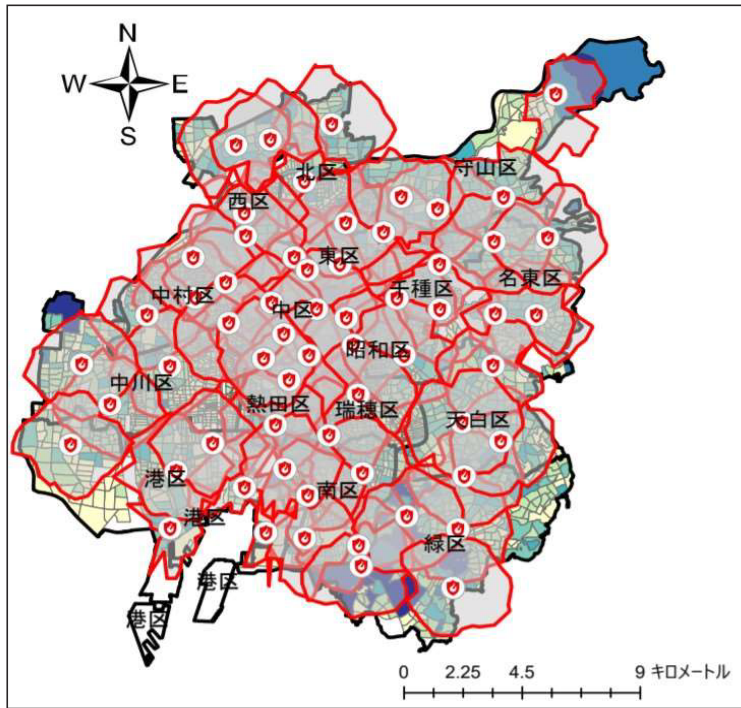 N
W E
S
守山区
北区
西区
東区
名東区
千種区
中村区
中区
昭和区
中川区
熱田区
瑞穂区
天白区
港区
南区
港区
緑区
港区
港区
0 2.25 4.5 9 キロメートル